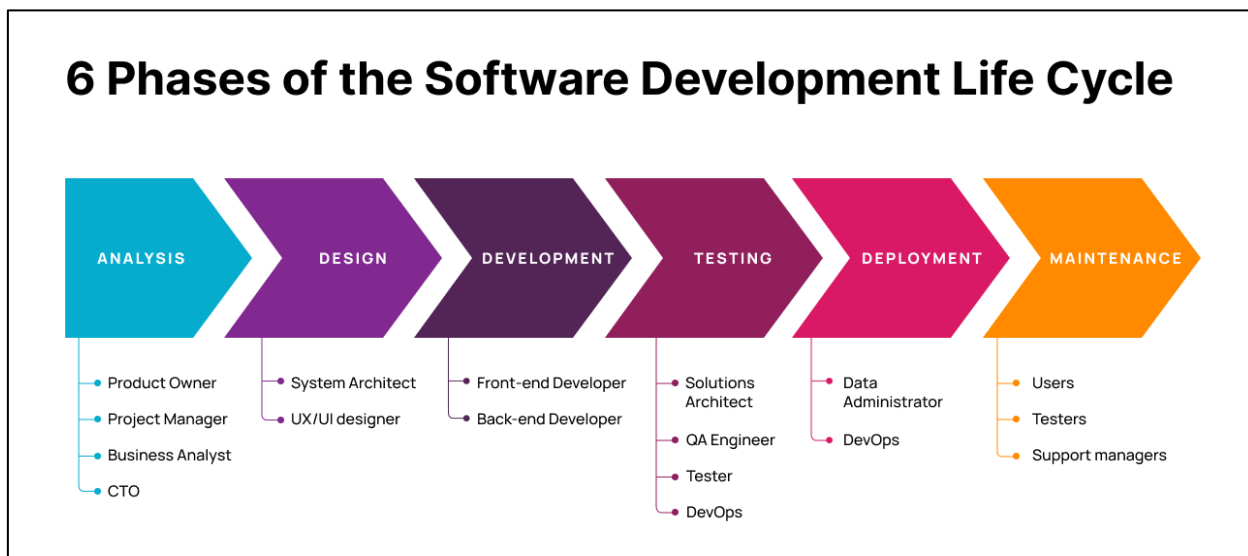 6 Phases of the Software Development Life Cycle
ANALYSIS
DESIGN
DEVELOPMENT
TESTING
DEPLOYMENT
MAINTENANCE
Product Owner
Project Manager
Business Analyst
CTO
System Architect
UX/UI designer
Front-end Developer
Back-end Developer
Solutions
Architect
QA Engineer
Tester
DevOps
Data
Administrator
DevOps
Users
Testers
Support managers